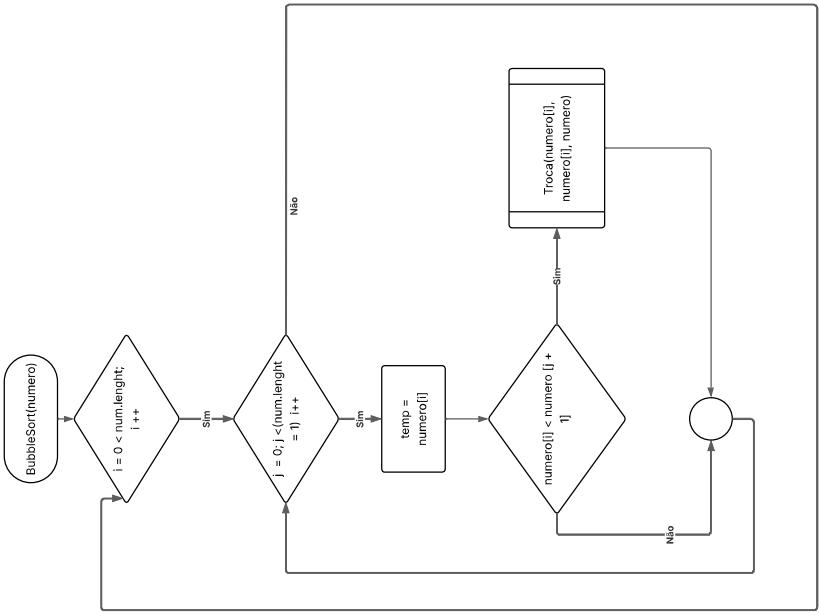 BubbleSort(numero)
i = 0 < num.lenght;
i ++
Sim
j = 0; j <(num.lenght
= 1) i++
Não
Sim
temp =
numero[i]
numero[i] < numero [j +
1]
Sim
Troca(numero[i],
numero[i], numero)
Não